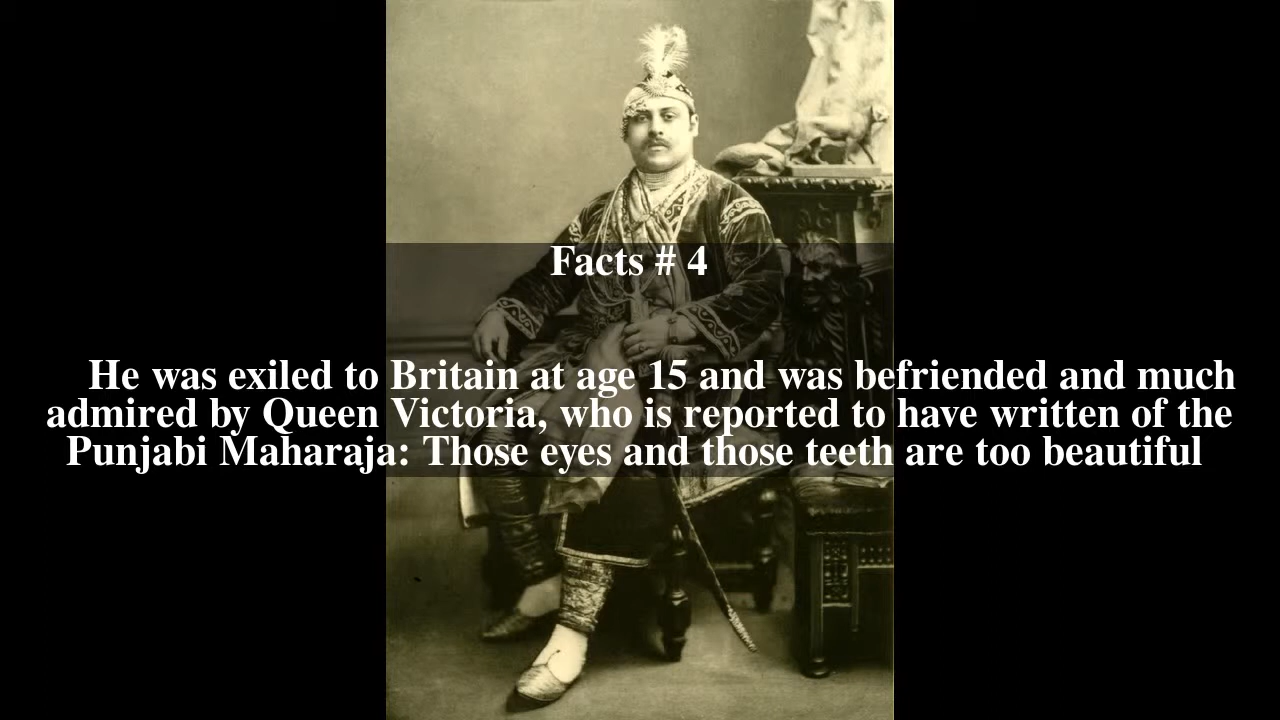 Facts # 4
He was exiled to Britain at age 15 and was befriended and much
admired by Queen Victoria, who is reported to have written of the
Punjabi Maharaja: Those eyes and those teeth are too beautiful